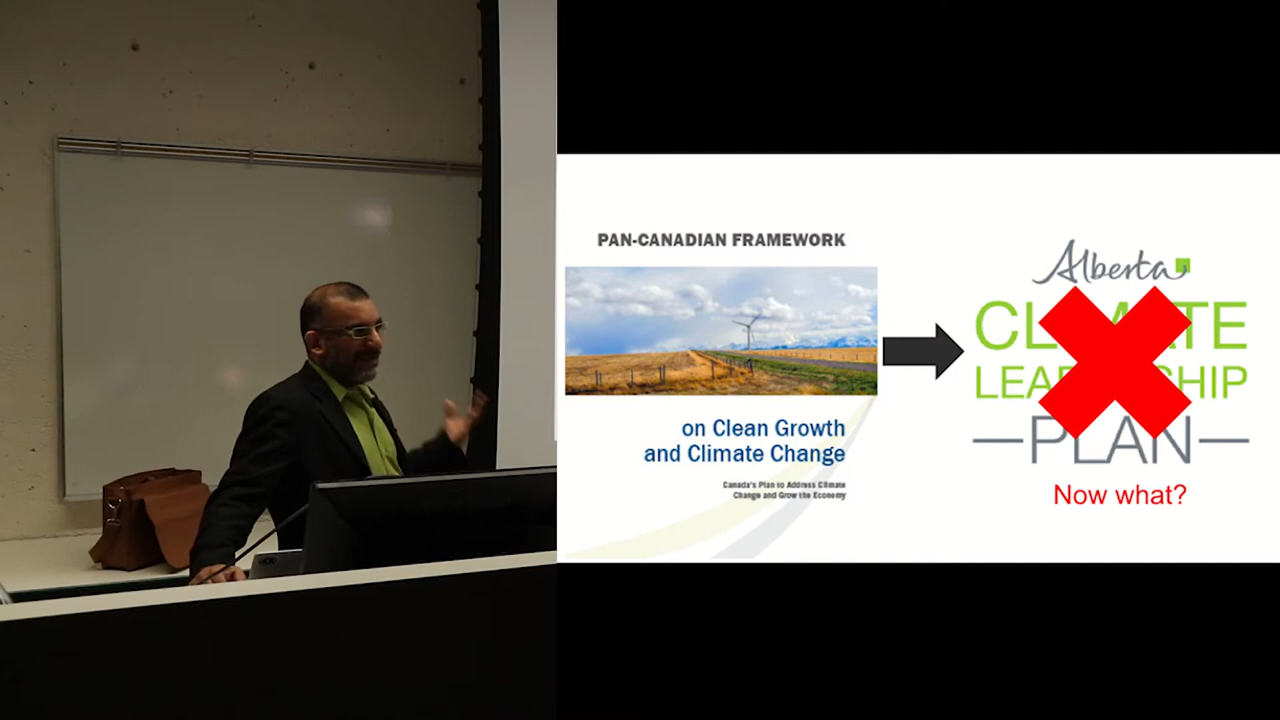 PAN-CANADIAN FRAMEWORK
on Clean Growth
and Climate Change
Canada's Plan to Address Climate
Change and Grow the Economy
Alberta
PLAN
Now what?